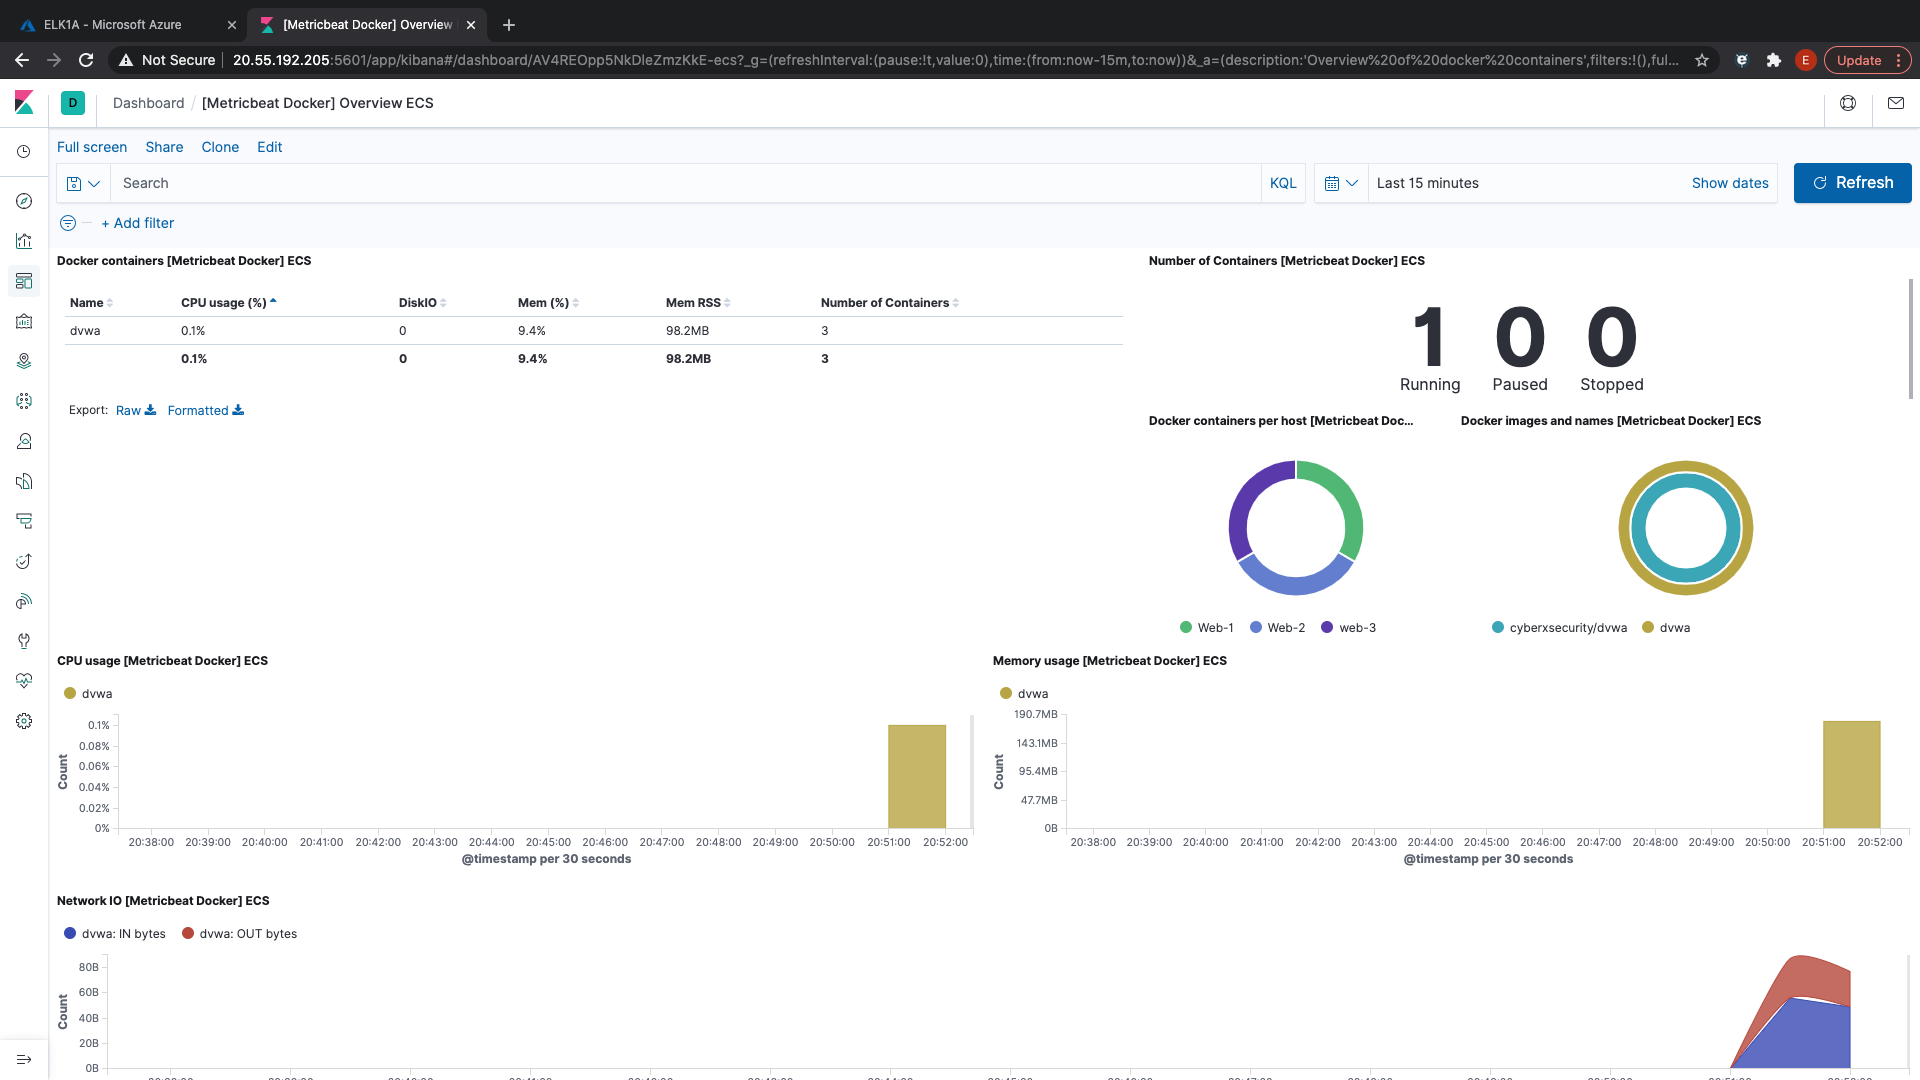 ELK1A - Microsoft Azure
[Metricbeat Docker] Overview
Not Secure
20.55.192.205:5601/app/kibana#/dashboard/AV4REOpp5NkDleZmzKkE-ecs?_g=(refreshInterval:(pause:!t,value:0),time:(from:now-15m,to:now))&_a=(description:'Overview%20of%20docker%20containers',filters:!(),ful...
E
Update
D
Dashboard / [Metricbeat Docker] Overview ECS
Full screen Share Clone Edit
Search
KQL
Last 15 minutes
Show dates
Refresh
+ Add filter
Docker containers [Metricbeat Docker] ECS
Name CPU usage (%) DiskIO Mem (%) Mem RSS Number of Containers
dvwa 0.1% 0 9.4% 98.2MB 3
0.1% 0 9.4% 98.2MB 3
Export: Raw Formatted
Number of Containers [Metricbeat Docker] ECS
1 0 0
Running Paused Stopped
Docker containers per host [Metricbeat Doc...
Web-1 Web-2 web-3
Docker images and names [Metricbeat Docker] ECS
cyberxsecurity/dvwa dvwa
CPU usage [Metricbeat Docker] ECS
dvwa
0.1%
0.08%
0.06%
0.04%
0.02%
0%
Count
20:38:00 20:39:00 20:40:00 20:41:00 20:42:00 20:43:00 20:44:00 20:45:00 20:46:00 20:47:00 20:48:00 20:49:00 20:50:00 20:51:00 20:52:00
@timestamp per 30 seconds
Memory usage [Metricbeat Docker] ECS
dvwa
190.7MB
143.1MB
95.4MB
47.7MB
0B
Count
20:38:00 20:39:00 20:40:00 20:41:00 20:42:00 20:43:00 20:44:00 20:45:00 20:46:00 20:47:00 20:48:00 20:49:00 20:50:00 20:51:00 20:52:00
@timestamp per 30 seconds
Network IO [Metricbeat Docker] ECS
dvwa: IN bytes dvwa: OUT bytes
80B
60B
40B
20B
0B
Count